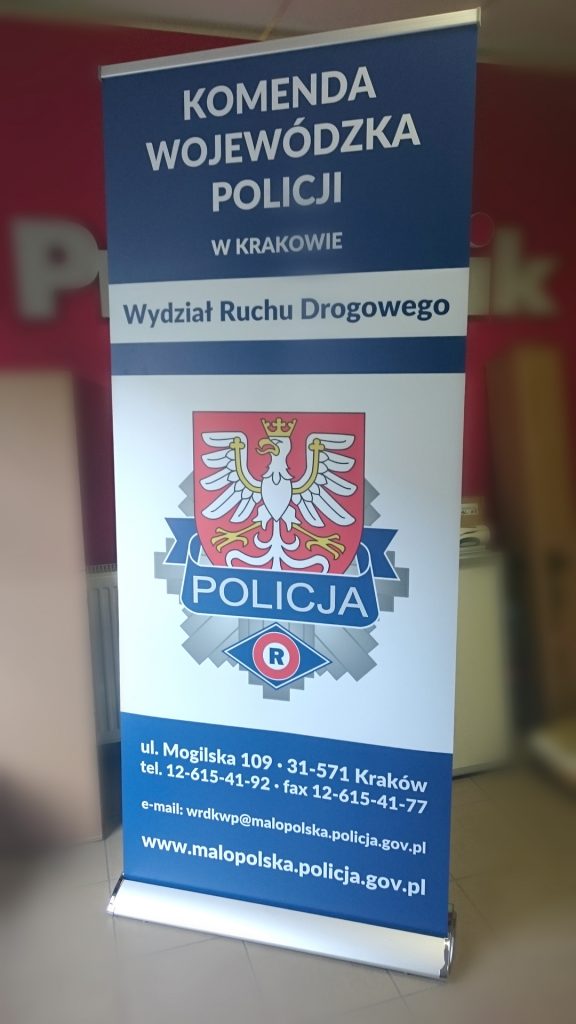 KOMENDA
WOJEWÓDZKA
POLICJI
W KRAKOWIE
Wydział Ruchu Drogowego
POLICJA
R
ul. Mogilska 109 · 31-571 Kraków
tel. 12-615-41-92 · fax 12-615-41-77
e-mail: wrdkwp@malopolska.policja.gov.pl
www.malopolska.policja.gov.pl